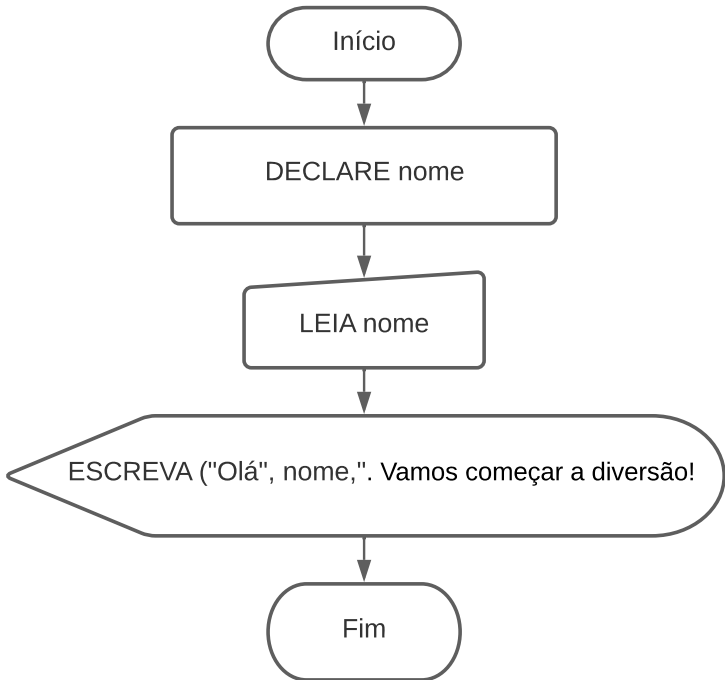 Início
DECLARE nome
LEIA nome
ESCREVA ("Olá", nome,". Vamos começar a diversão!
Fim